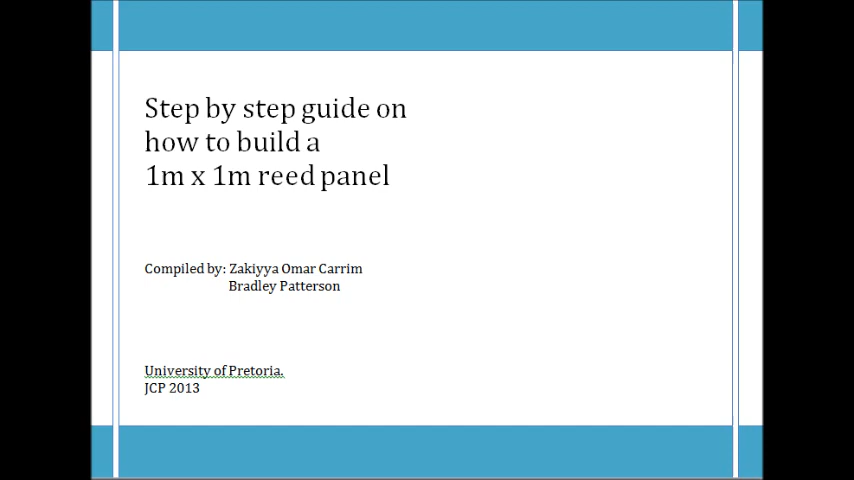 Step by step guide on
how to build a
1m x 1m reed panel
Compiled by: Zakiyya Omar Carrim
Bradley Patterson
University of Pretoria.
JCP 2013